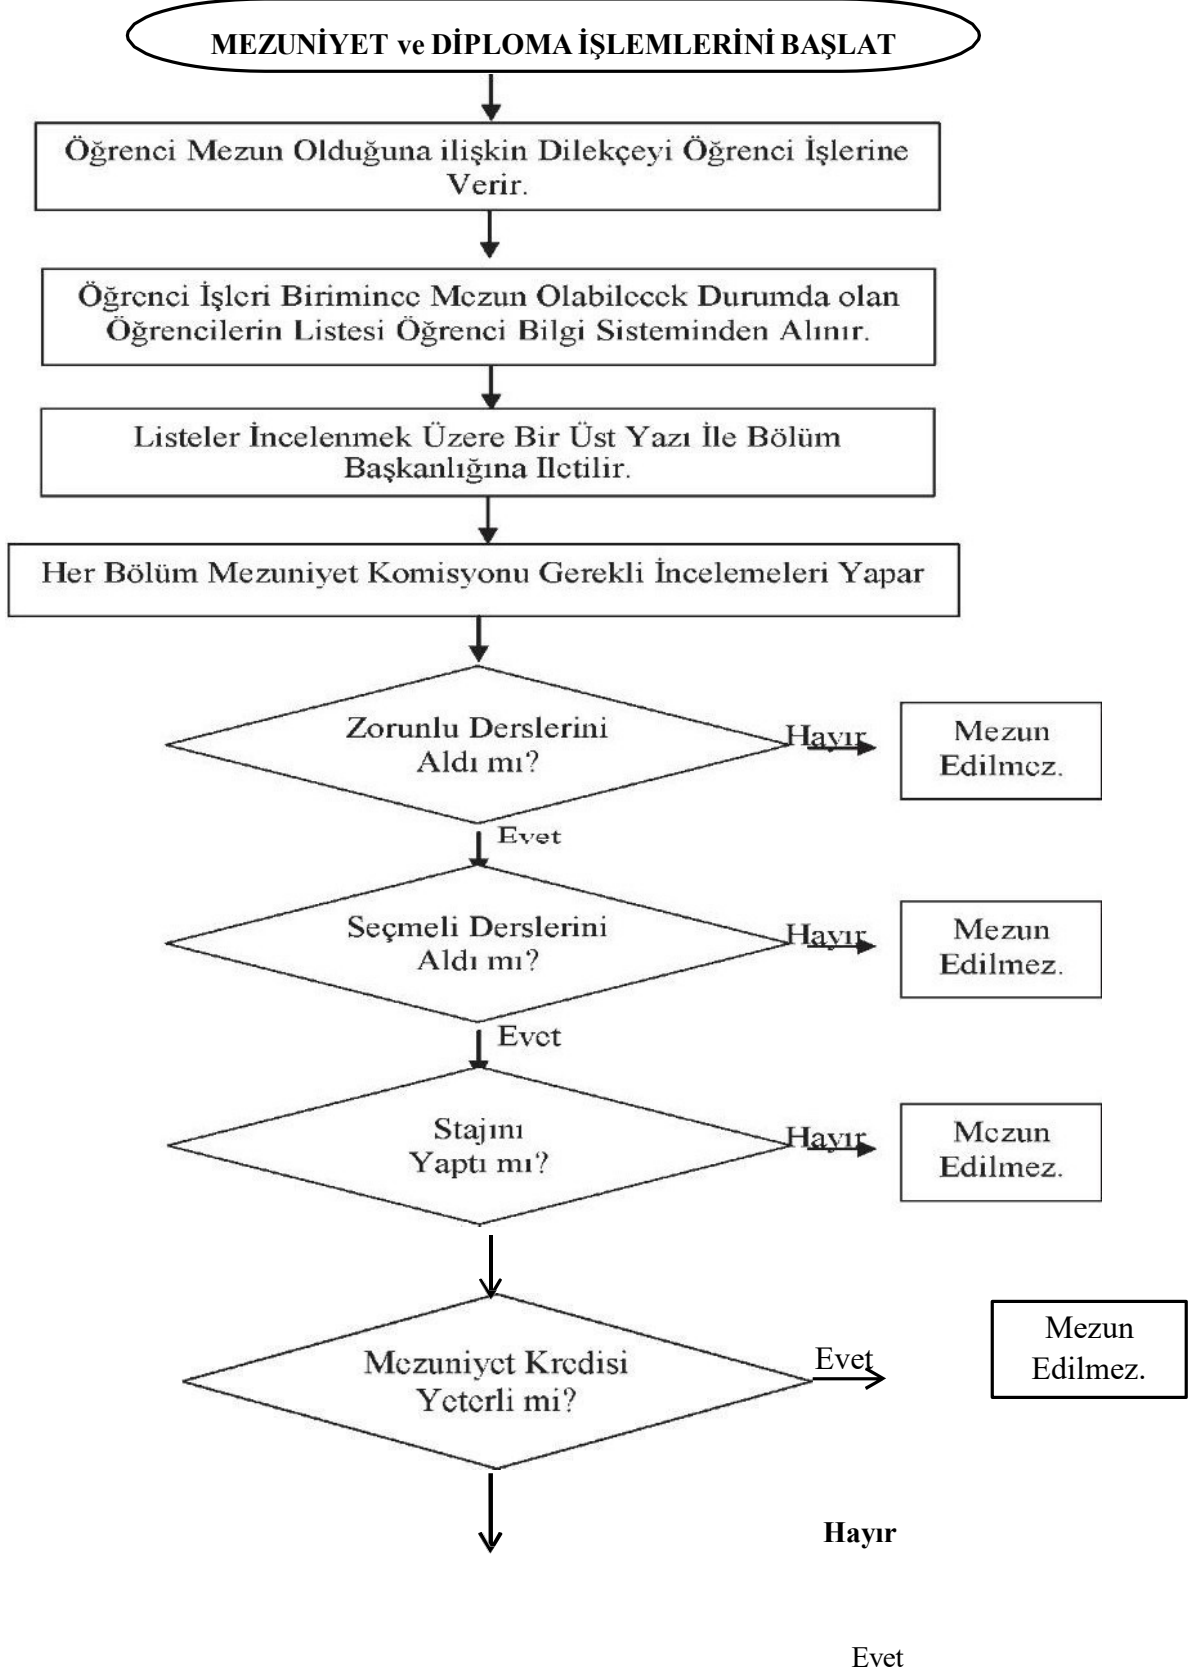 MEZUNİYET ve DİPLOMA İŞLEMLERİNİ BAŞLAT
Öğrenci Mezun Olduğuna ilişkin Dilekçeyi Öğrenci İşlerine
Verir.
Öğrenci İşleri Birimince Mezun Olabilecek Durumda olan
Öğrencilerin Listesi Öğrenci Bilgi Sisteminden Alınır.
Listeler İncelenmek Üzere Bir Üst Yazı İle Bölüm
Başkanlığına Iletilir.
Her Bölüm Mezuniyet Komisyonu Gerekli İncelemeleri Yapar
Zorunlu Derslerini
Aldı mı?
Hayır
Mezun
Edilmez.
Evet
Seçmeli Derslerini
Aldı mı?
Hayır
Mezun
Edilmez.
Evet
Stajını
Yaptı mı?
Hayır
Mezun
Edilmez.
Mezuniyet Kredisi
Yeterli mi?
Evet
Mezun
Edilmez.
Hayır
Evet